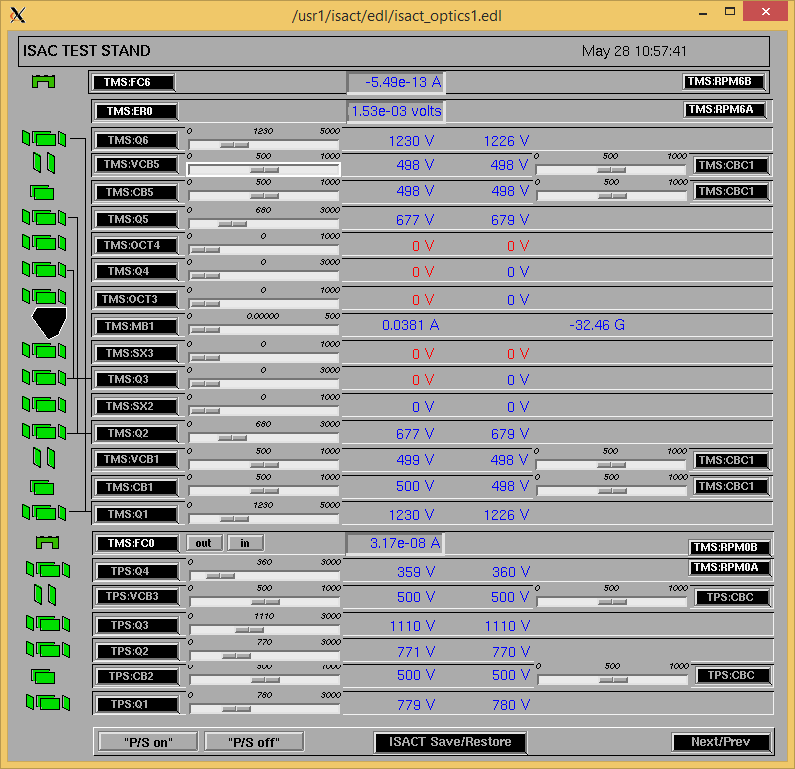 /usr1/isact/edl/isact_optics1.edl
ISAC TEST STAND May 28 10:57:41
TMS:FC6 -5.49e-13 A TMS:RPM6B
TMS:ER0 1.53e-03 volts TMS:RPM6A
TMS:Q6 0 1230 5000 1230 V 1226 V
TMS:VCB5 0 500 1000 498 V 498 V 0 500 1000 TMS:CBC1
TMS:CB5 0 500 1000 498 V 498 V 0 500 1000 TMS:CBC1
TMS:Q5 0 680 3000 677 V 679 V
TMS:OCT4 0 0 1000 0 V 0 V
TMS:Q4 0 0 3000 0 V 0 V
TMS:OCT3 0 0 1000 0 V 0 V
TMS:MB1 0 0.00000 500 0.0381 A -32.46 G
TMS:SX3 0 0 1000 0 V 0 V
TMS:Q3 0 0 3000 0 V 0 V
TMS:SX2 0 0 1000 0 V 0 V
TMS:Q2 0 680 3000 677 V 679 V
TMS:VCB1 0 500 1000 499 V 498 V 0 500 1000 TMS:CBC1
TMS:CB1 0 500 1000 500 V 498 V 0 500 1000 TMS:CBC1
TMS:Q1 0 1230 5000 1230 V 1226 V
TMS:FC0 out in 3.17e-08 A TMS:RPM0B
TPS:Q4 0 360 3000 359 V 360 V TMS:RPM0A
TPS:VCB3 0 500 1000 500 V 500 V 0 500 1000 TPS:CBC
TPS:Q3 0 1110 3000 1110 V 1110 V
TPS:Q2 0 770 3000 771 V 770 V
TPS:CB2 0 500 1000 500 V 500 V 0 500 1000 TPS:CBC
TPS:Q1 0 780 3000 779 V 780 V
"P/S on" "P/S off" ISACT Save/Restore Next/Prev